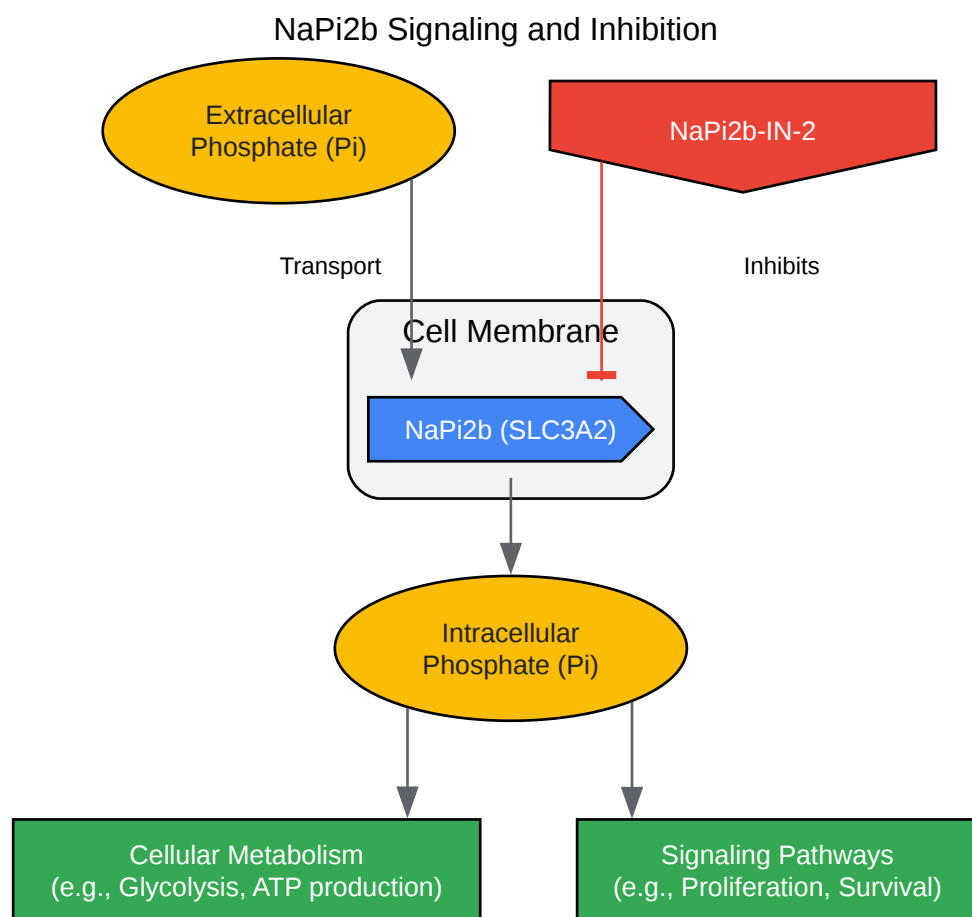 NaPi2b Signaling and Inhibition
Extracellular
Phosphate (Pi)
NaPi2b-IN-2
Transport
Inhibits
Cell Membrane
NaPi2b (SLC3A2)
Intracellular
Phosphate (Pi)
Cellular Metabolism
(e.g., Glycolysis, ATP production)
Signaling Pathways
(e.g., Proliferation, Survival)